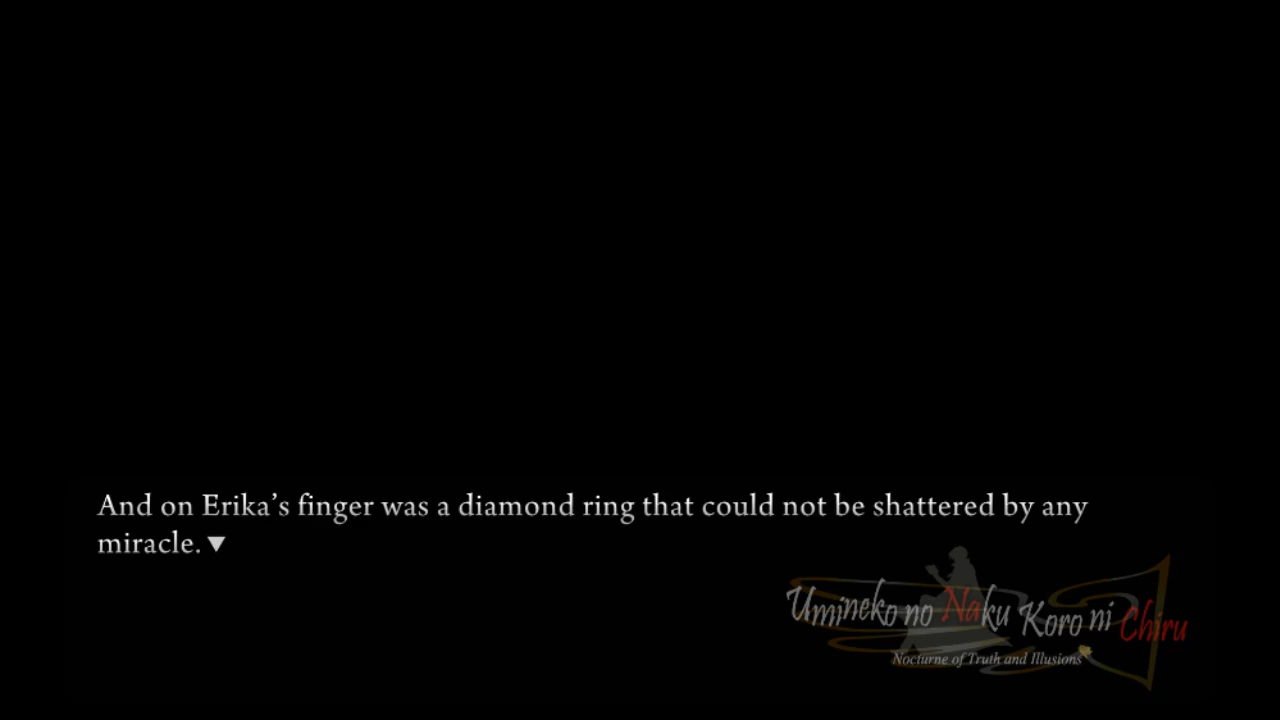 And on Erika’s finger was a diamond ring that could not be shattered by any
miracle.
Umineko no Naku Koro ni Chiru
Nocturne of Truth and Illusions